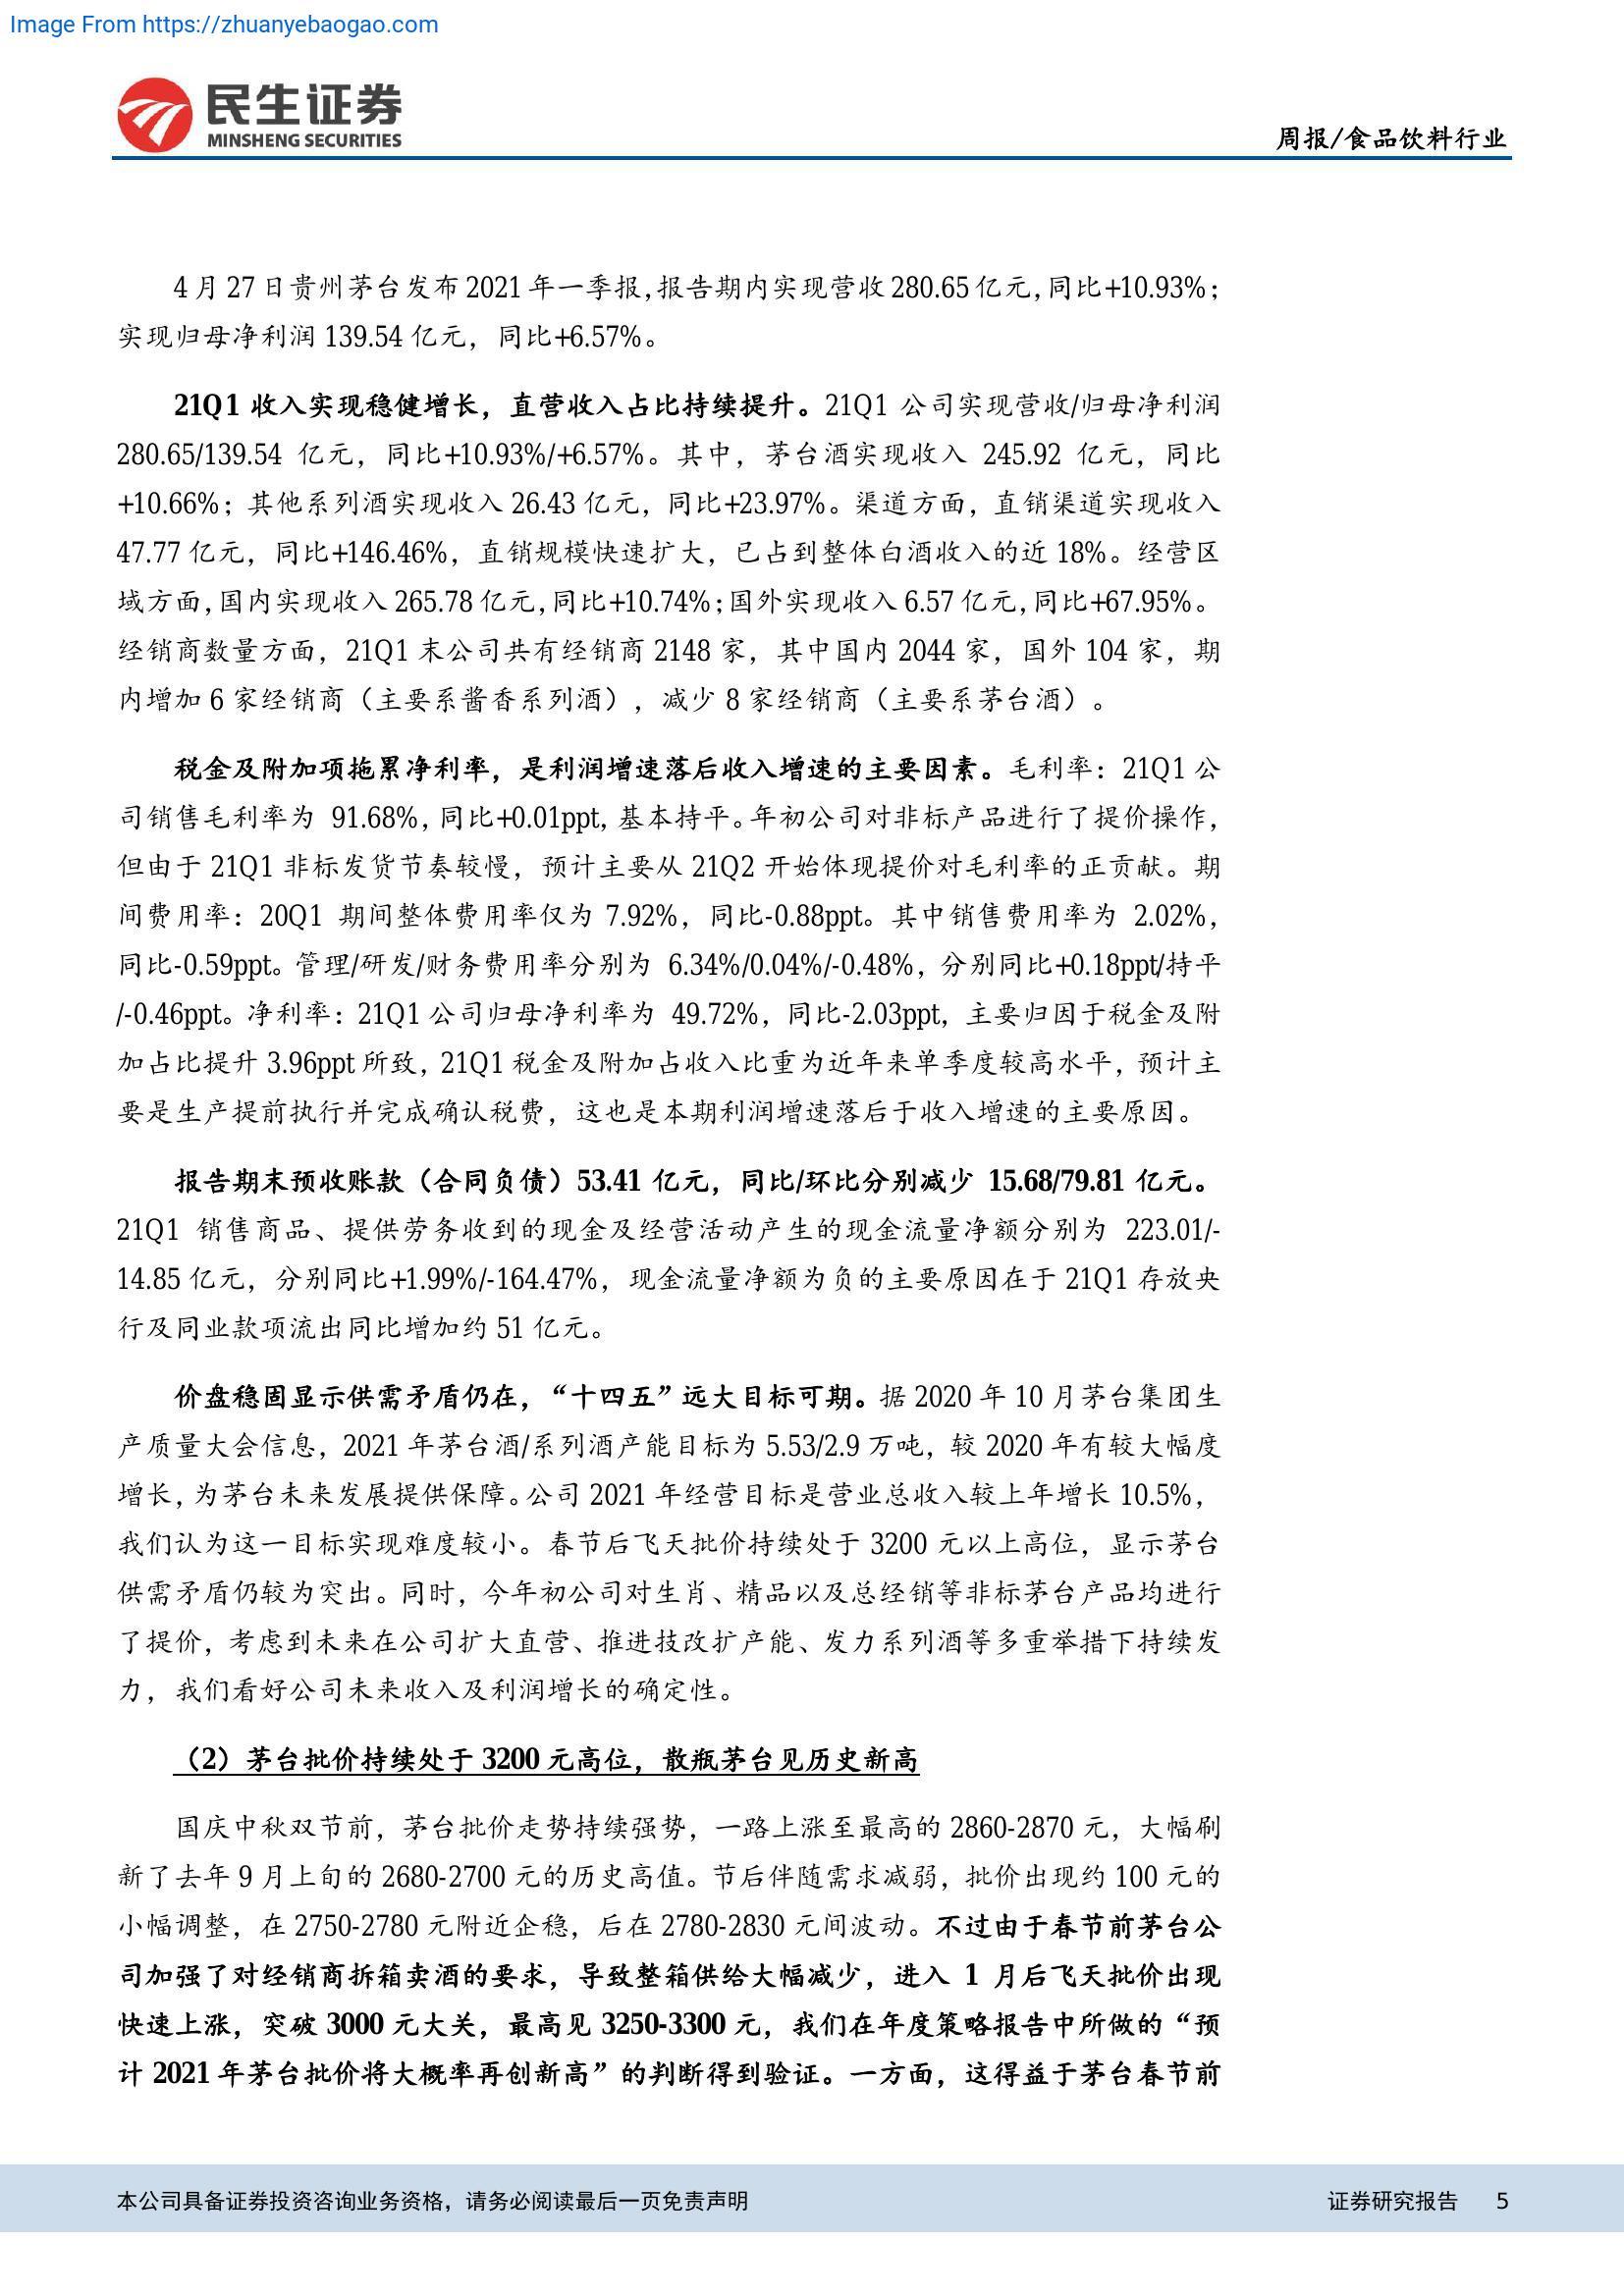 Image From https://zhuanyebaogao.com
民生证券
MINSHENG SECURITIES
周报/食品饮料行业
4 月 27 日贵州茅台发布 2021 年一季报，报告期内实现营收 280.65 亿元，同比+10.93%；
实现归母净利润 139.54 亿元，同比+6.57%。
21Q1 收入实现稳健增长，直营收入占比持续提升。21Q1 公司实现营收/归母净利润
280.65/139.54 亿元，同比+10.93%/+6.57%。其中，茅台酒实现收入 245.92 亿元，同比
+10.66%；其他系列酒实现收入 26.43 亿元，同比+23.97%。渠道方面，直销渠道实现收入
47.77 亿元，同比+146.46%，直销规模快速扩大，已占到整体白酒收入的近 18%。经营区
域方面，国内实现收入 265.78 亿元，同比+10.74%；国外实现收入 6.57 亿元，同比+67.95%。
经销商数量方面，21Q1 末公司共有经销商 2148 家，其中国内 2044 家，国外 104 家，期
内增加 6 家经销商（主要系酱香系列酒），减少 8 家经销商（主要系茅台酒）。
税金及附加项拖累净利率，是利润增速落后收入增速的主要因素。毛利率：21Q1 公
司销售毛利率为 91.68%，同比+0.01ppt，基本持平。年初公司对非标产品进行了提价操作，
但由于 21Q1 非标发货节奏较慢，预计主要从 21Q2 开始体现提价对毛利率的正贡献。期
间费用率：20Q1 期间整体费用率仅为 7.92%，同比-0.88ppt。其中销售费用率为 2.02%，
同比-0.59ppt。管理/研发/财务费用率分别为 6.34%/0.04%/-0.48%，分别同比+0.18ppt/持平
/-0.46ppt。净利率：21Q1 公司归母净利率为 49.72%，同比-2.03ppt，主要归因于税金及附
加占比提升 3.96ppt 所致，21Q1 税金及附加占收入比重为近年来单季度较高水平，预计主
要是生产提前执行并完成确认税费，这也是本期利润增速落后于收入增速的主要原因。
报告期末预收账款（合同负债）53.41 亿元，同比/环比分别减少 15.68/79.81 亿元。
21Q1 销售商品、提供劳务收到的现金及经营活动产生的现金流量净额分别为 223.01/-
14.85 亿元，分别同比+1.99%/-164.47%，现金流量净额为负的主要原因在于 21Q1 存放央
行及同业款项流出同比增加约 51 亿元。
价盘稳固显示供需矛盾仍在，“十四五”远大目标可期。据 2020 年 10 月茅台集团生
产质量大会信息，2021 年茅台酒/系列酒产能目标为 5.53/2.9 万吨，较 2020 年有较大幅度
增长，为茅台未来发展提供保障。公司 2021 年经营目标是营业总收入较上年增长 10.5%，
我们认为这一目标实现难度较小。春节后飞天批价持续处于 3200 元以上高位，显示茅台
供需矛盾仍较为突出。同时，今年初公司对生肖、精品以及总经销等非标茅台产品均进行
了提价，考虑到未来在公司扩大直营、推进技改扩产能、发力系列酒等多重举措下持续发
力，我们看好公司未来收入及利润增长的确定性。
（2）茅台批价持续处于 3200 元高位，散瓶茅台见历史新高
国庆中秋双节前，茅台批价走势持续强势，一路上涨至最高的 2860-2870 元，大幅刷
新了去年 9 月上旬的 2680-2700 元的历史高值。节后伴随需求减弱，批价出现约 100 元的
小幅调整，在 2750-2780 元附近企稳，后在 2780-2830 元间波动。不过由于春节前茅台公
司加强了对经销商拆箱卖酒的要求，导致整箱供给大幅减少，进入 1 月后飞天批价出现
快速上涨，突破 3000 元大关，最高见 3250-3300 元，我们在年度策略报告中所做的“预
计 2021 年茅台批价将大概率再创新高”的判断得到验证。一方面，这得益于茅台春节前
本公司具备证券投资咨询业务资格，请务必阅读最后一页免责声明
证券研究报告 5